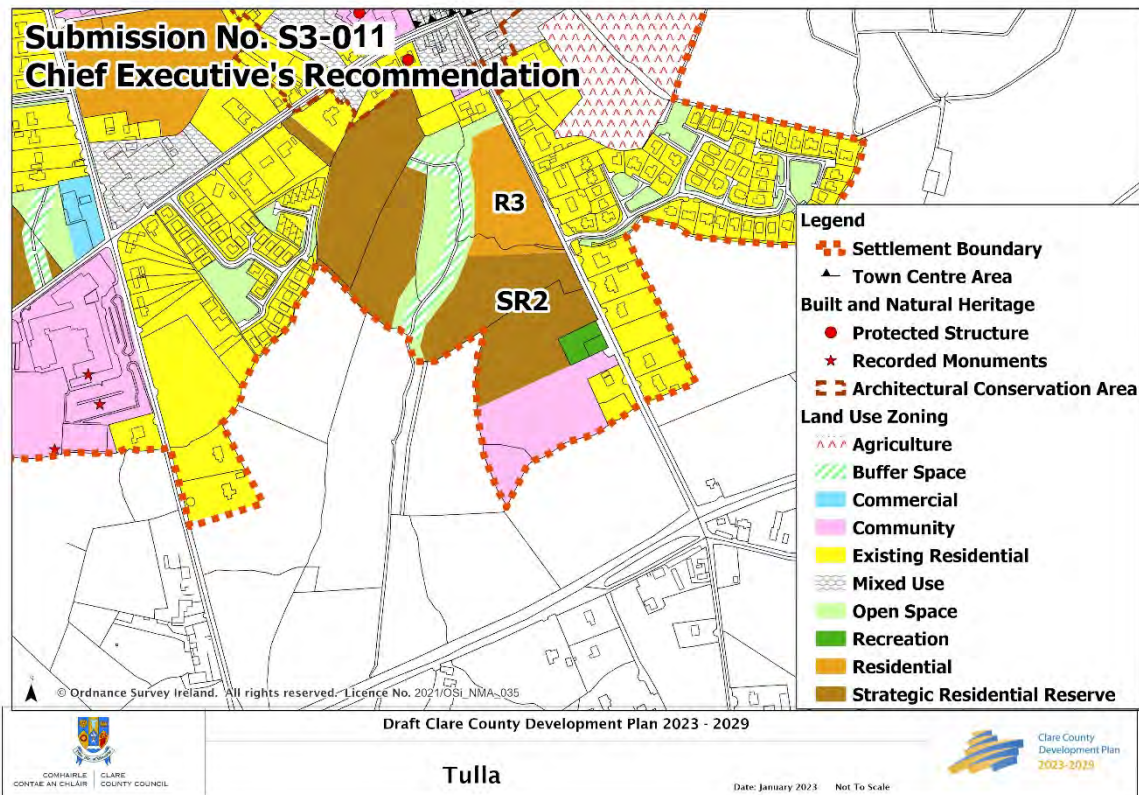 Submission No. S3-011
Chief Executive's Recommendation
R3
SR2
Legend
Settlement Boundary
Town Centre Area
Built and Natural Heritage
Protected Structure
Recorded Monuments
Architectural Conservation Area
Land Use Zoning
Agriculture
Buffer Space
Commercial
Community
Existing Residential
Mixed Use
Open Space
Recreation
Residential
Strategic Residential Reserve
© Ordnance Survey Ireland. All rights reserved. Licence No. 2021/OSi_NMA_035
Draft Clare County Development Plan 2023 - 2029
Tulla
Date: January 2023 Not To Scale
COMHAIRLE CONTAE AN CHLÁIR
CLARE COUNTY COUNCIL
Clare County
Development Plan
2023-2029